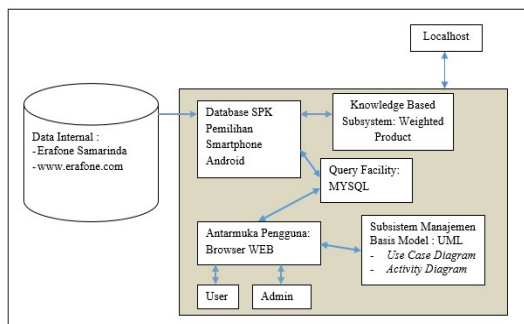 Localhost
Data Internal :
-Erafone Samarinda
-www.erafone.com
Database SPK
Pemilihan
Smartphone
Android
Knowledge Based
Subsystem: Weighted
Product
Query Facility:
MYSQL
Antarmuka Pengguna:
Browser WEB
Subsistem Manajemen
Basis Model : UML
- Use Case Diagram
- Activity Diagram
User
Admin